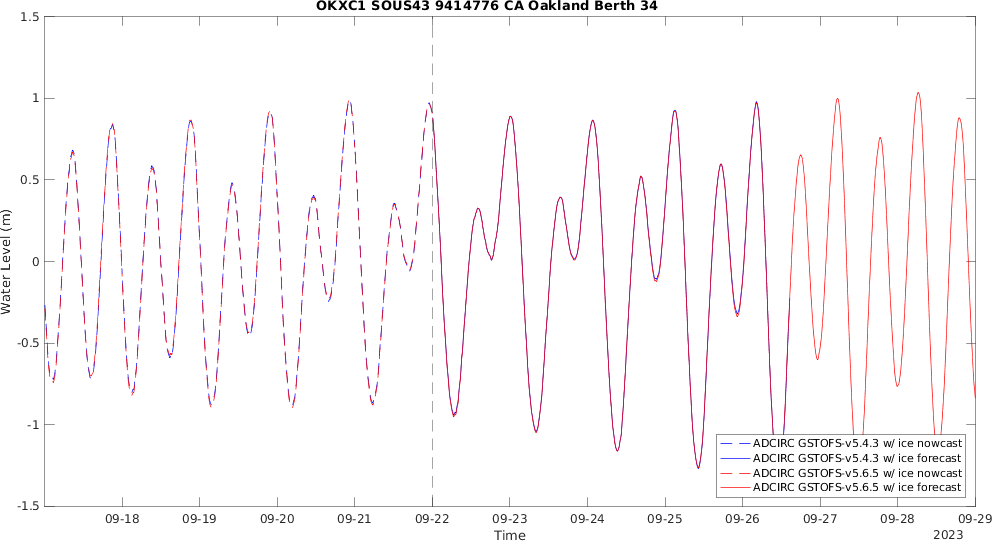 OKXC1 SOUS43 9414776 CA Oakland Berth 34
1.5
1
0.5
0
-0.5
-1
-1.5
Water Level (m)
ADCIRC GSTOFS-v5.4.3 w/ ice nowcast
ADCIRC GSTOFS-v5.4.3 w/ ice forecast
ADCIRC GSTOFS-v5.6.5 w/ ice nowcast
ADCIRC GSTOFS-v5.6.5 w/ ice forecast
09-18 09-19 09-20 09-21 09-22 09-23 09-24 09-25 09-26 09-27 09-28 09-29
Time
2023